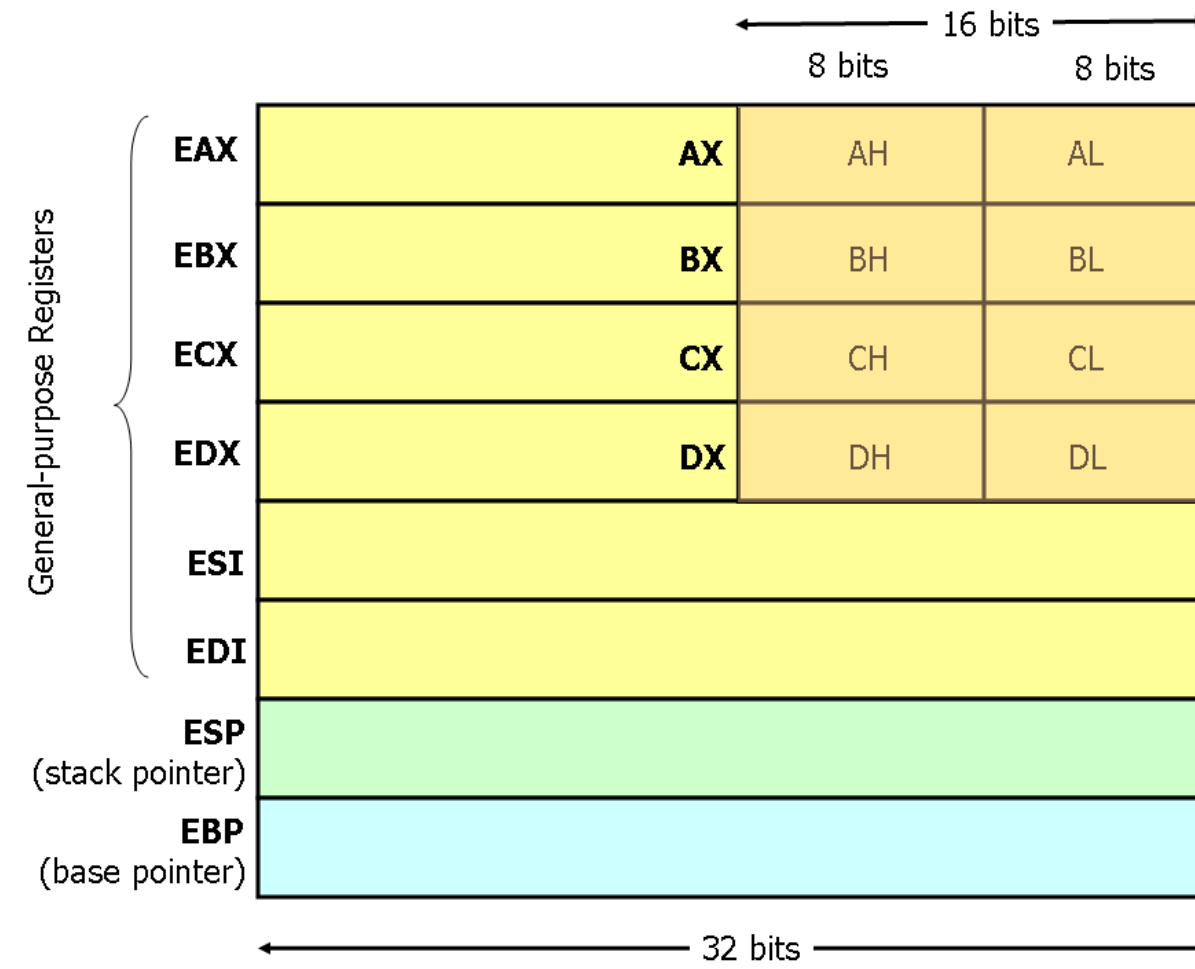 16 bits
8 bits 8 bits
General-purpose Registers
EAX AX AH AL
EBX BX BH BL
ECX CX CH CL
EDX DX DH DL
ESI
EDI
ESP
(stack pointer)
EBP
(base pointer)
32 bits